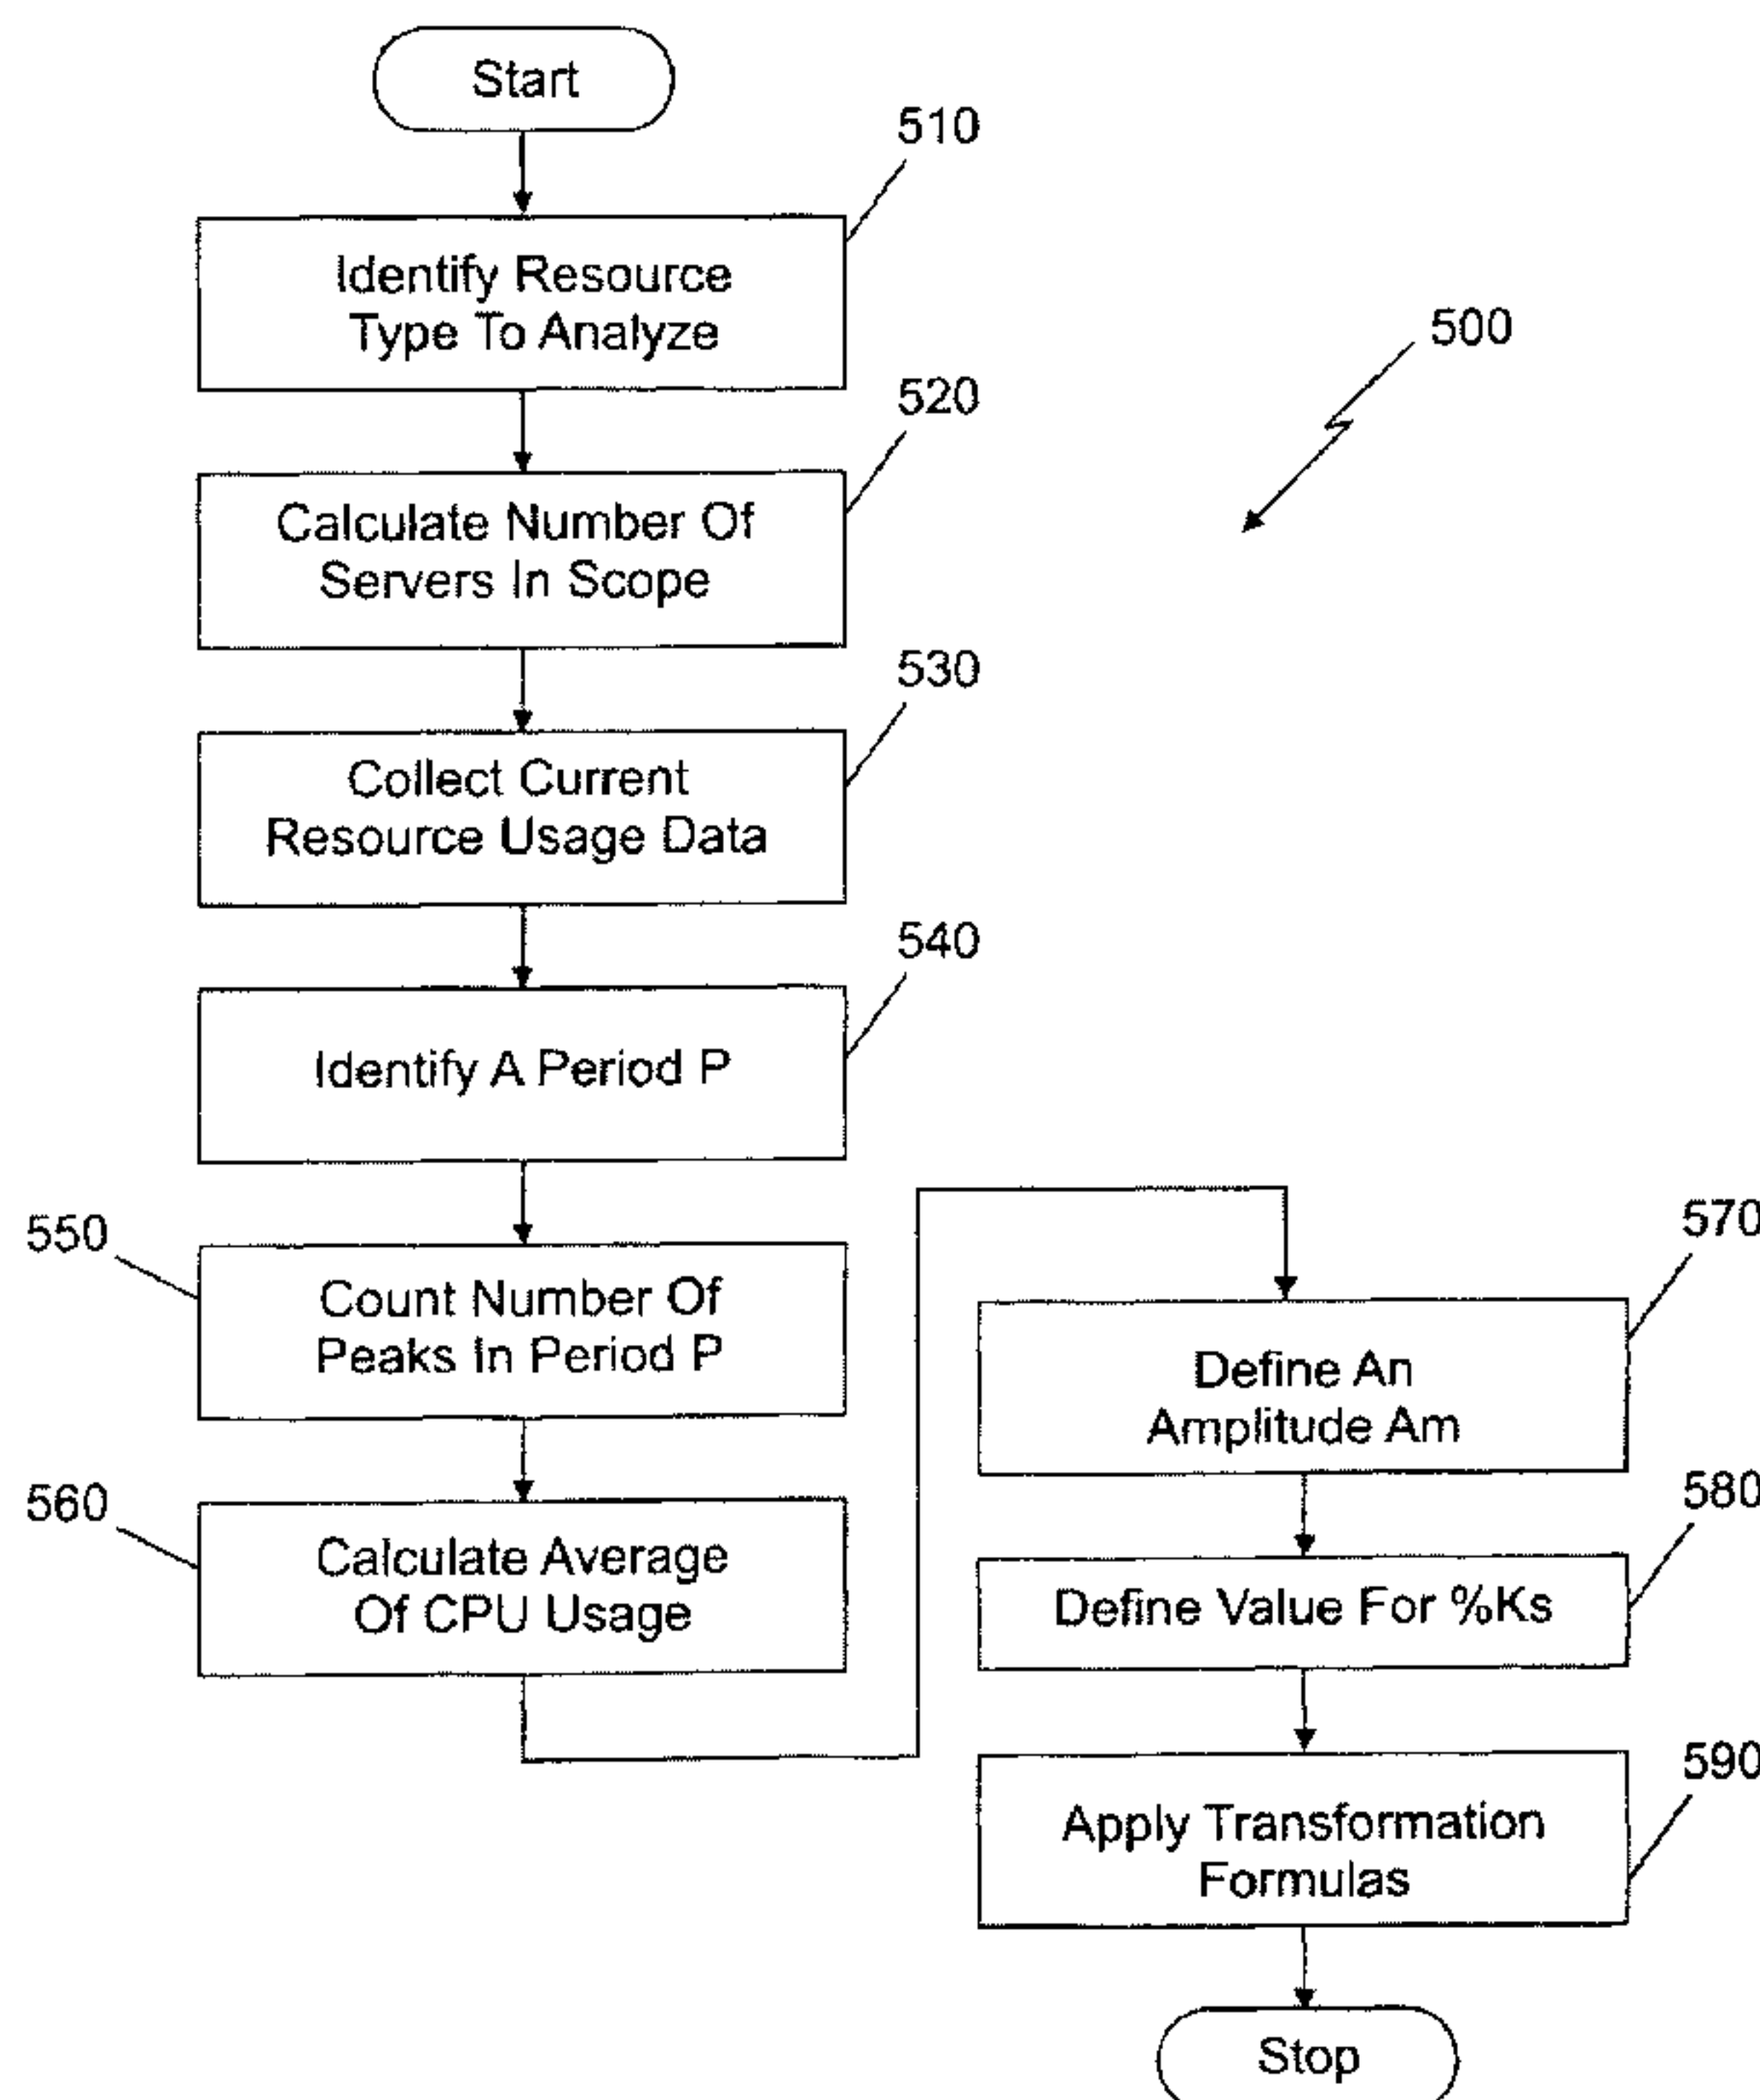 Start
510
Identify Resource
Type To Analyze
500
520
Calculate Number Of
Servers In Scope
530
Collect Current
Resource Usage Data
540
Identify A Period P
550
Count Number Of
Peaks In Period P
560
Calculate Average
Of CPU Usage
570
Define An
Amplitude Am
580
Define Value For %Ks
590
Apply Transformation
Formulas
Stop